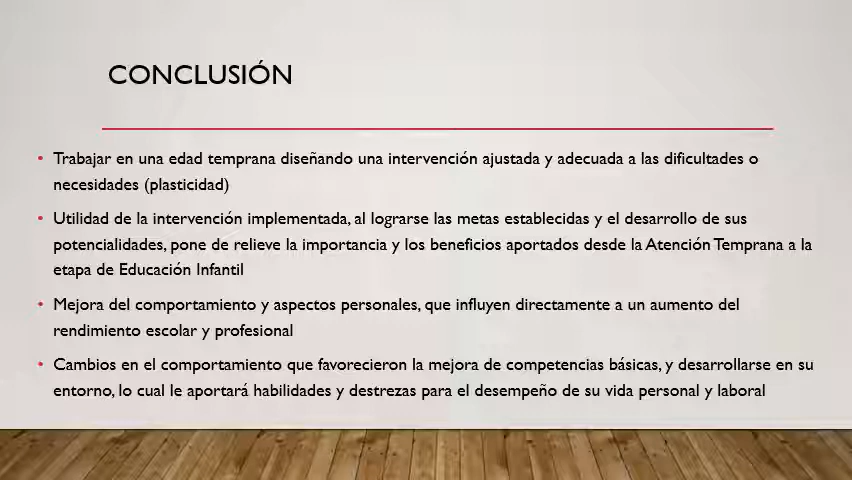 CONCLUSIÓN
• Trabajar en una edad temprana diseñando una intervención ajustada y adecuada a las dificultades o
necesidades (plasticidad)
• Utilidad de la intervención implementada, al lograrse las metas establecidas y el desarrollo de sus
potencialidades, pone de relieve la importancia y los beneficios aportados desde la Atención Temprana a la
etapa de Educación Infantil
• Mejora del comportamiento y aspectos personales, que influyen directamente a un aumento del
rendimiento escolar y profesional
• Cambios en el comportamiento que favorecieron la mejora de competencias básicas, y desarrollarse en su
entorno, lo cual le aportará habilidades y destrezas para el desempeño de su vida personal y laboral